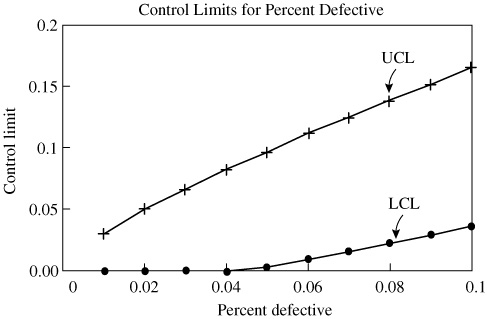 Control Limits for Percent Defective
0.2
UCL
0.15
Control limit
0.1
0.05
LCL
0.00
0 0.02 0.04 0.06 0.08 0.1
Percent defective